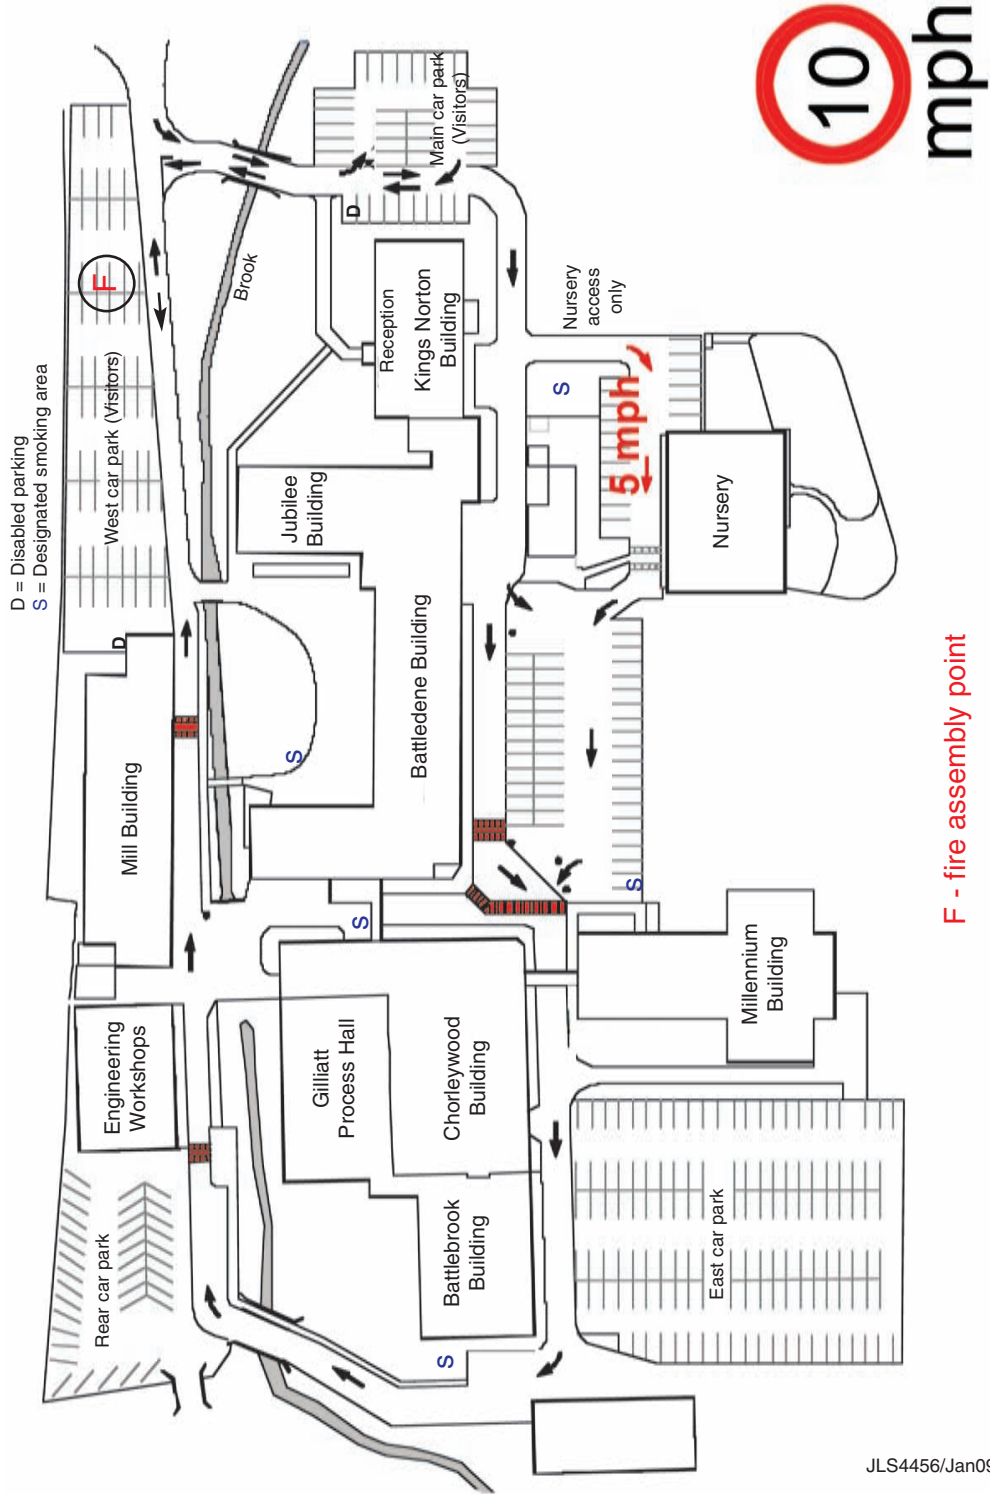 D = Disabled parking
S = Designated smoking area
F
West car park (Visitors)
D
Brook
D
Main car park
(Visitors)
10
mph
Reception
Kings Norton
Building
Nursery
access
only
S
5 mph
Jubilee
Building
Nursery
Mill Building
S
Battledene Building
S
S
Engineering
Workshops
Gilliatt
Process Hall
Chorleywood
Building
Millennium
Building
Rear car park
Battlebrook
Building
S
East car park
F - fire assembly point
JLS4456/Jan09